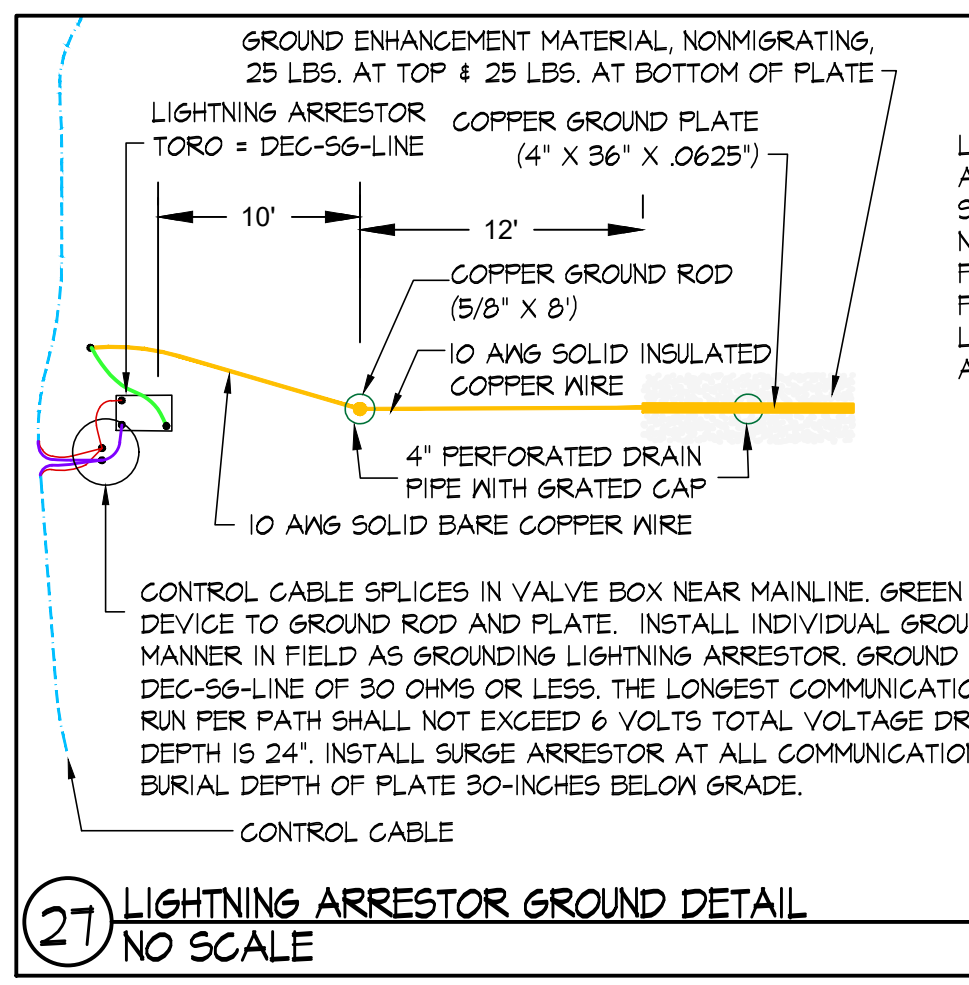 GROUND ENHANCEMENT MATERIAL, NONMIGRATING,
25 LBS. AT TOP & 25 LBS. AT BOTTOM OF PLATE
LIGHTNING ARRESTOR
TORO = DEC-SG-LINE
COPPER GROUND PLATE
(4" X 36" X .0625")
10'
12'
COPPER GROUND ROD
(5/8" X 8')
10 AWG SOLID INSULATED
COPPER WIRE
4" PERFORATED DRAIN
PIPE WITH GRATED CAP
10 AWG SOLID BARE COPPER WIRE
CONTROL CABLE SPLICES IN VALVE BOX NEAR MAINLINE. GREEN
DEVICE TO GROUND ROD AND PLATE. INSTALL INDIVIDUAL
MANNER IN FIELD AS GROUNDING LIGHTNING ARRESTOR. GROUND
DEC-SG-LINE OF 30 OHMS OR LESS. THE LONGEST
RUN PER PATH SHALL NOT EXCEED 6 VOLTS TOTAL VOLTAGE
DEPTH IS 24". INSTALL SURGE ARRESTOR AT ALL
BURIAL DEPTH OF PLATE 30-INCHES BELOW GRADE.
CONTROL CABLE
27
LIGHTNING ARRESTOR GROUND DETAIL
NO SCALE